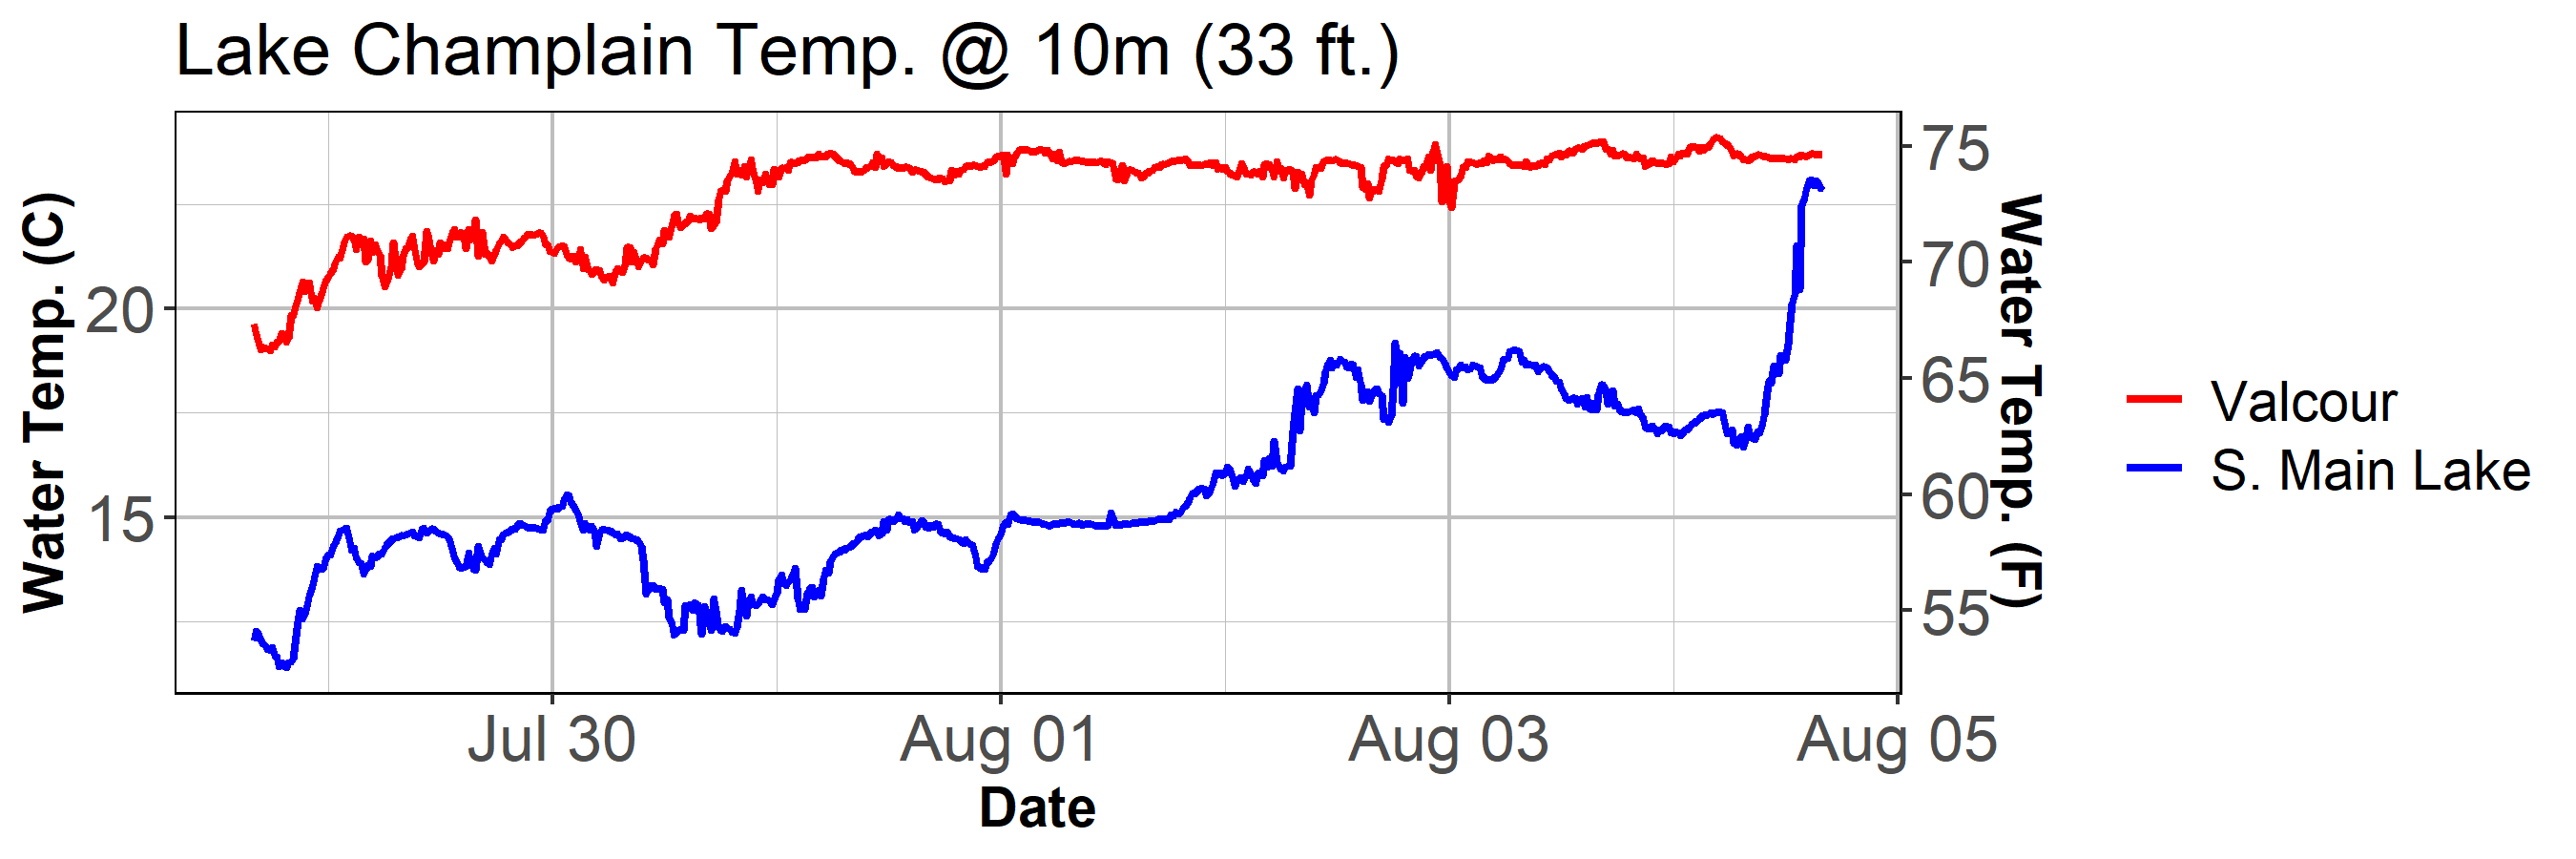 Lake Champlain Temp. @ 10m (33 ft.)
Water Temp. (C)
20
15
75
70
65
60
55
Water Temp. (F)
Jul 30
Aug 01
Aug 03
Aug 05
Date
Valcour
S. Main Lake